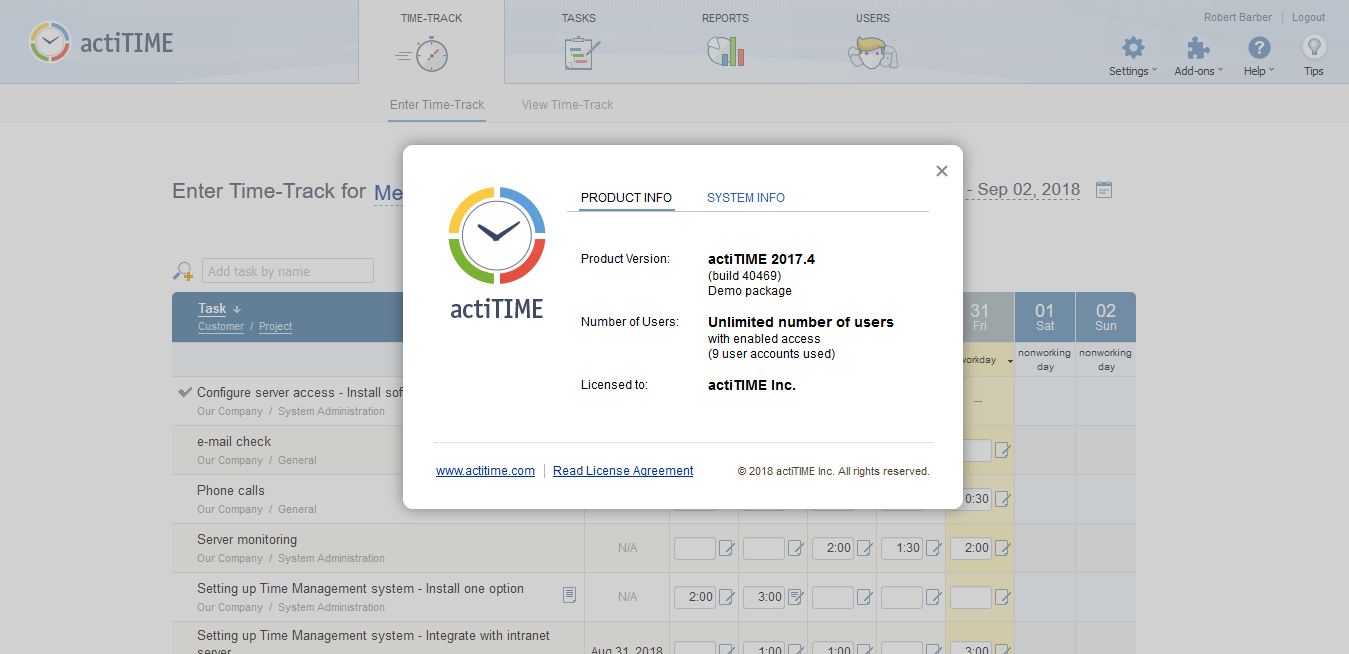 actiTIME
TIME-TRACK
TASKS
REPORTS
USERS
Robert Barber | Logout
Settings
Add-ons
Help
Tips
Enter Time-Track
View Time-Track
Enter Time-Track for Me
- Sep 02, 2018
Add task by name
Task ↓
Customer / Project
31
Fri
01
Sat
02
Sun
nonworking
day
nonworking
day
Configure server access - Install
Our Company / System Administration
--
e-mail check
Our Company / General
Phone calls
Our Company / General
0:30
Server monitoring
Our Company / System Administration
N/A
2:00
1:30
2:00
Setting up Time Management system - Install one option
Our Company / System Administration
N/A
2:00
3:00
Setting up Time Management system - Integrate with intranet
server
Aug 31, 2018
1:00
1:00
3:00
actiTIME
PRODUCT INFO
SYSTEM INFO
Product Version:
actiTIME 2017.4
(build 40469)
Demo package
Number of Users:
Unlimited number of users
with enabled access
(9 user accounts used)
Licensed to:
actiTIME Inc.
www.actitime.com | Read License Agreement
© 2018 actiTIME Inc. All rights reserved.